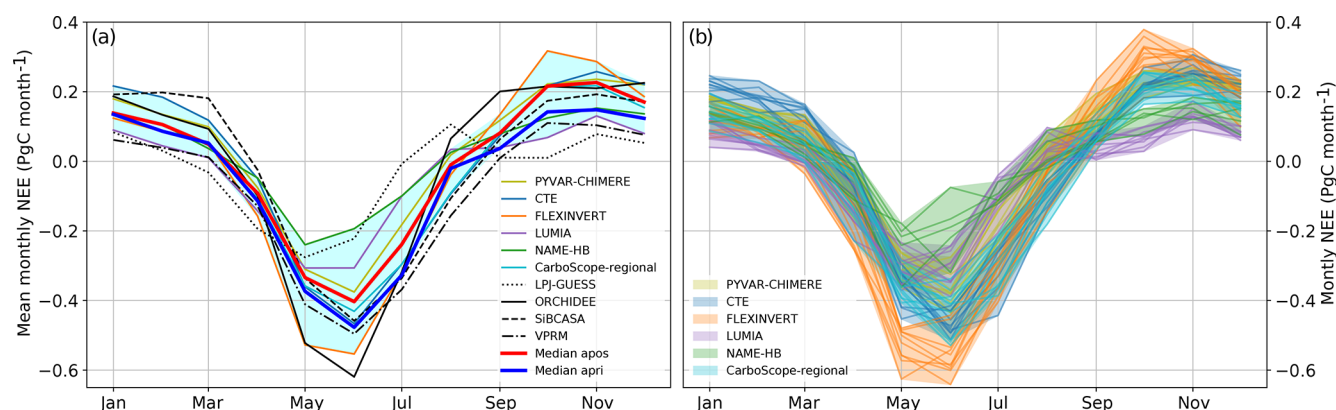 (a)
Mean monthly NEE (PgC month-1)
0.4
0.2
0.0
−0.2
−0.4
−0.6
PYVAR-CHIMERE
CTE
FLEXINVERT
LUMIA
NAME-HB
CarboScope-regional
LPJ-GUESS
ORCHIDEE
SiBCASA
VPRM
Median apos
Median apri
Jan Mar May Jul Sep Nov
(b)
PYVAR-CHIMERE
CTE
FLEXINVERT
LUMIA
NAME-HB
CarboScope-regional
Jan Mar May Jul Sep Nov
0.4
0.2
0.0
−0.2
−0.4
−0.6
Montly NEE (PgC month-1)